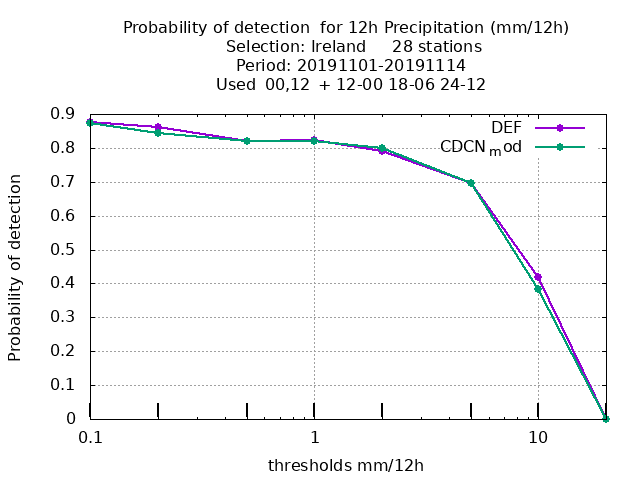 Probability of detection  for 12h Precipitation (mm/12h)
Selection: Ireland     28 stations
Period: 20191101-20191114
Used  00,12  + 12-00 18-06 24-12
DEF
CDCNmod
0.9
0.8
0.7
0.6
0.5
0.4
0.3
0.2
0.1
0
Probability of detection
0.1 1 10
thresholds mm/12h